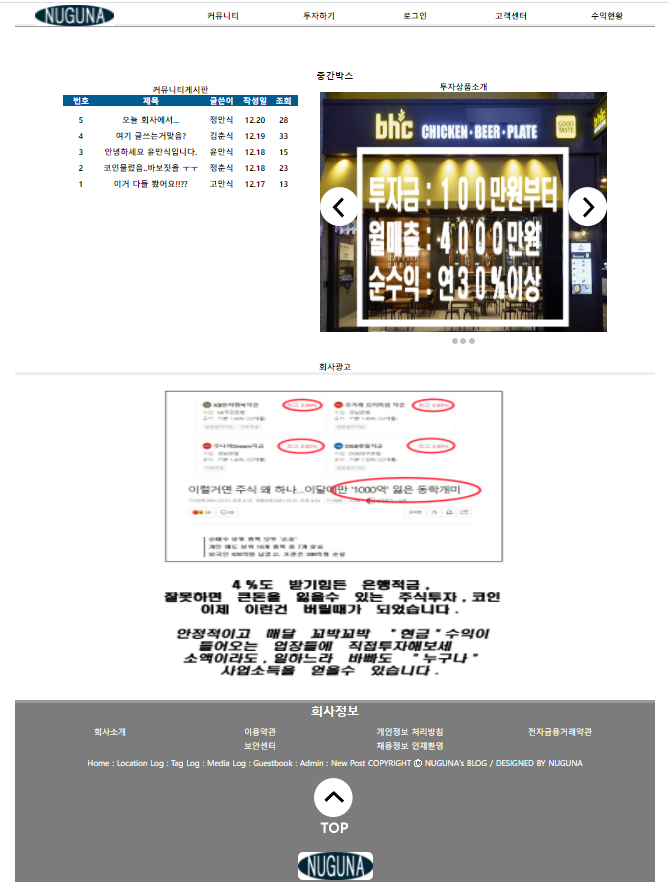 NUGUNA
커뮤니티 투자하기 로그인 고객센터 수익현황
중간박스
커뮤니티게시판
번호 제목 글쓴이 작성일 조회
5 오늘 회사에서... 정만식 12.20 28
4 여기 글쓰는거맞음? 김춘식 12.19 33
3 안녕하세요 윤만식입니다. 윤만식 12.18 15
2 코인물렸음..바보짓을 ㅜㅜ 정춘식 12.18 23
1 이거 다들 봤어요!!?? 고만식 12.17 13
투자상품소개
bhc CHICKEN·BEER·PLATE
GOOD TASTE
투자금 : 100만원부터
월매출 : 4000만원
순수익 : 연30%이상
회사광고
이럴거면 주식 왜 하나...이달에만 '1000억' 잃은 동학개미
4%도 받기힘든 은행적금,
잘못하면 큰돈을 잃을수 있는 주식투자, 코인
이제 이런건 버릴때가 되었습니다.
안정적이고 매달 꼬박꼬박 "현금"수익이
들어오는 업장들에 직접투자해보세
소액이라도, 일하느라 바빠도 "누구나"
사업소득을 얻을수 있습니다.
회사정보
회사소개 이용약관 개인정보 처리방침 전자금융거래약관
보안센터 채용정보 인재환영
Home : Location Log : Tag Log : Media Log : Guestbook : Admin : New Post COPYRIGHT © NUGUNA's BLOG / DESIGNED BY NUGUNA
TOP
NUGUNA